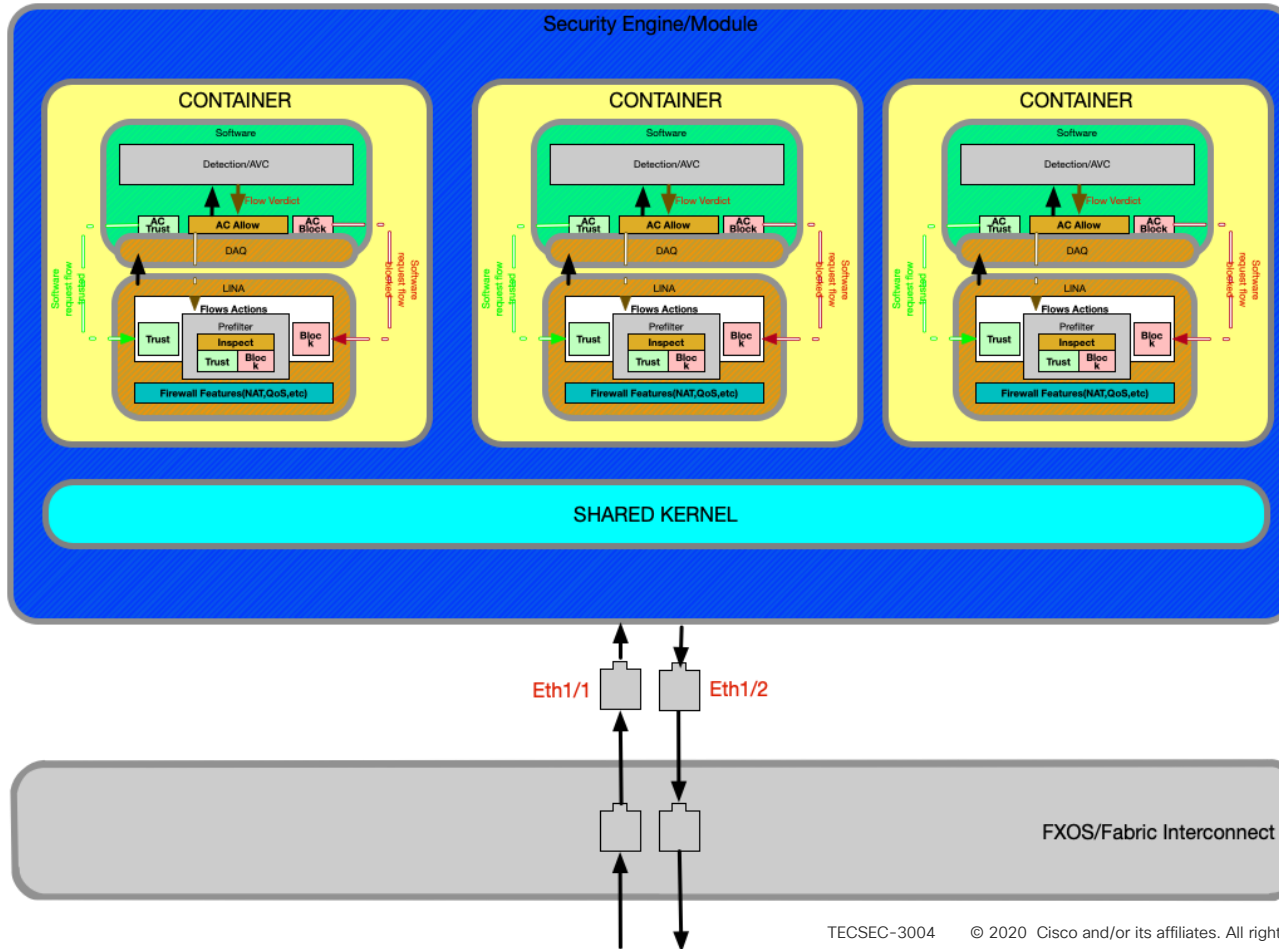 Security Engine/Module
CONTAINER
Software
Detection/AVC
Flow Verdict
AC
Trust
AC Allow
AC
Block
DAQ
Software
request flow
trusted
Software
request flow
blocked
LINA
Flows Actions
Prefilter
Trust
Inspect
Trust
Bloc
k
Bloc
k
Firewall Features(NAT,QoS,etc)
CONTAINER
Software
Detection/AVC
Flow Verdict
AC
Trust
AC Allow
AC
Block
DAQ
Software
request flow
trusted
Software
request flow
blocked
LINA
Flows Actions
Prefilter
Trust
Inspect
Trust
Bloc
k
Bloc
k
Firewall Features(NAT,QoS,etc)
CONTAINER
Software
Detection/AVC
Flow Verdict
AC
Trust
AC Allow
AC
Block
DAQ
Software
request flow
trusted
Software
request flow
blocked
LINA
Flows Actions
Prefilter
Trust
Inspect
Trust
Bloc
k
Bloc
k
Firewall Features(NAT,QoS,etc)
SHARED KERNEL
Eth1/1
Eth1/2
FXOS/Fabric Interconnect
TECSEC-3004 © 2020 Cisco and/or its affiliates. All right